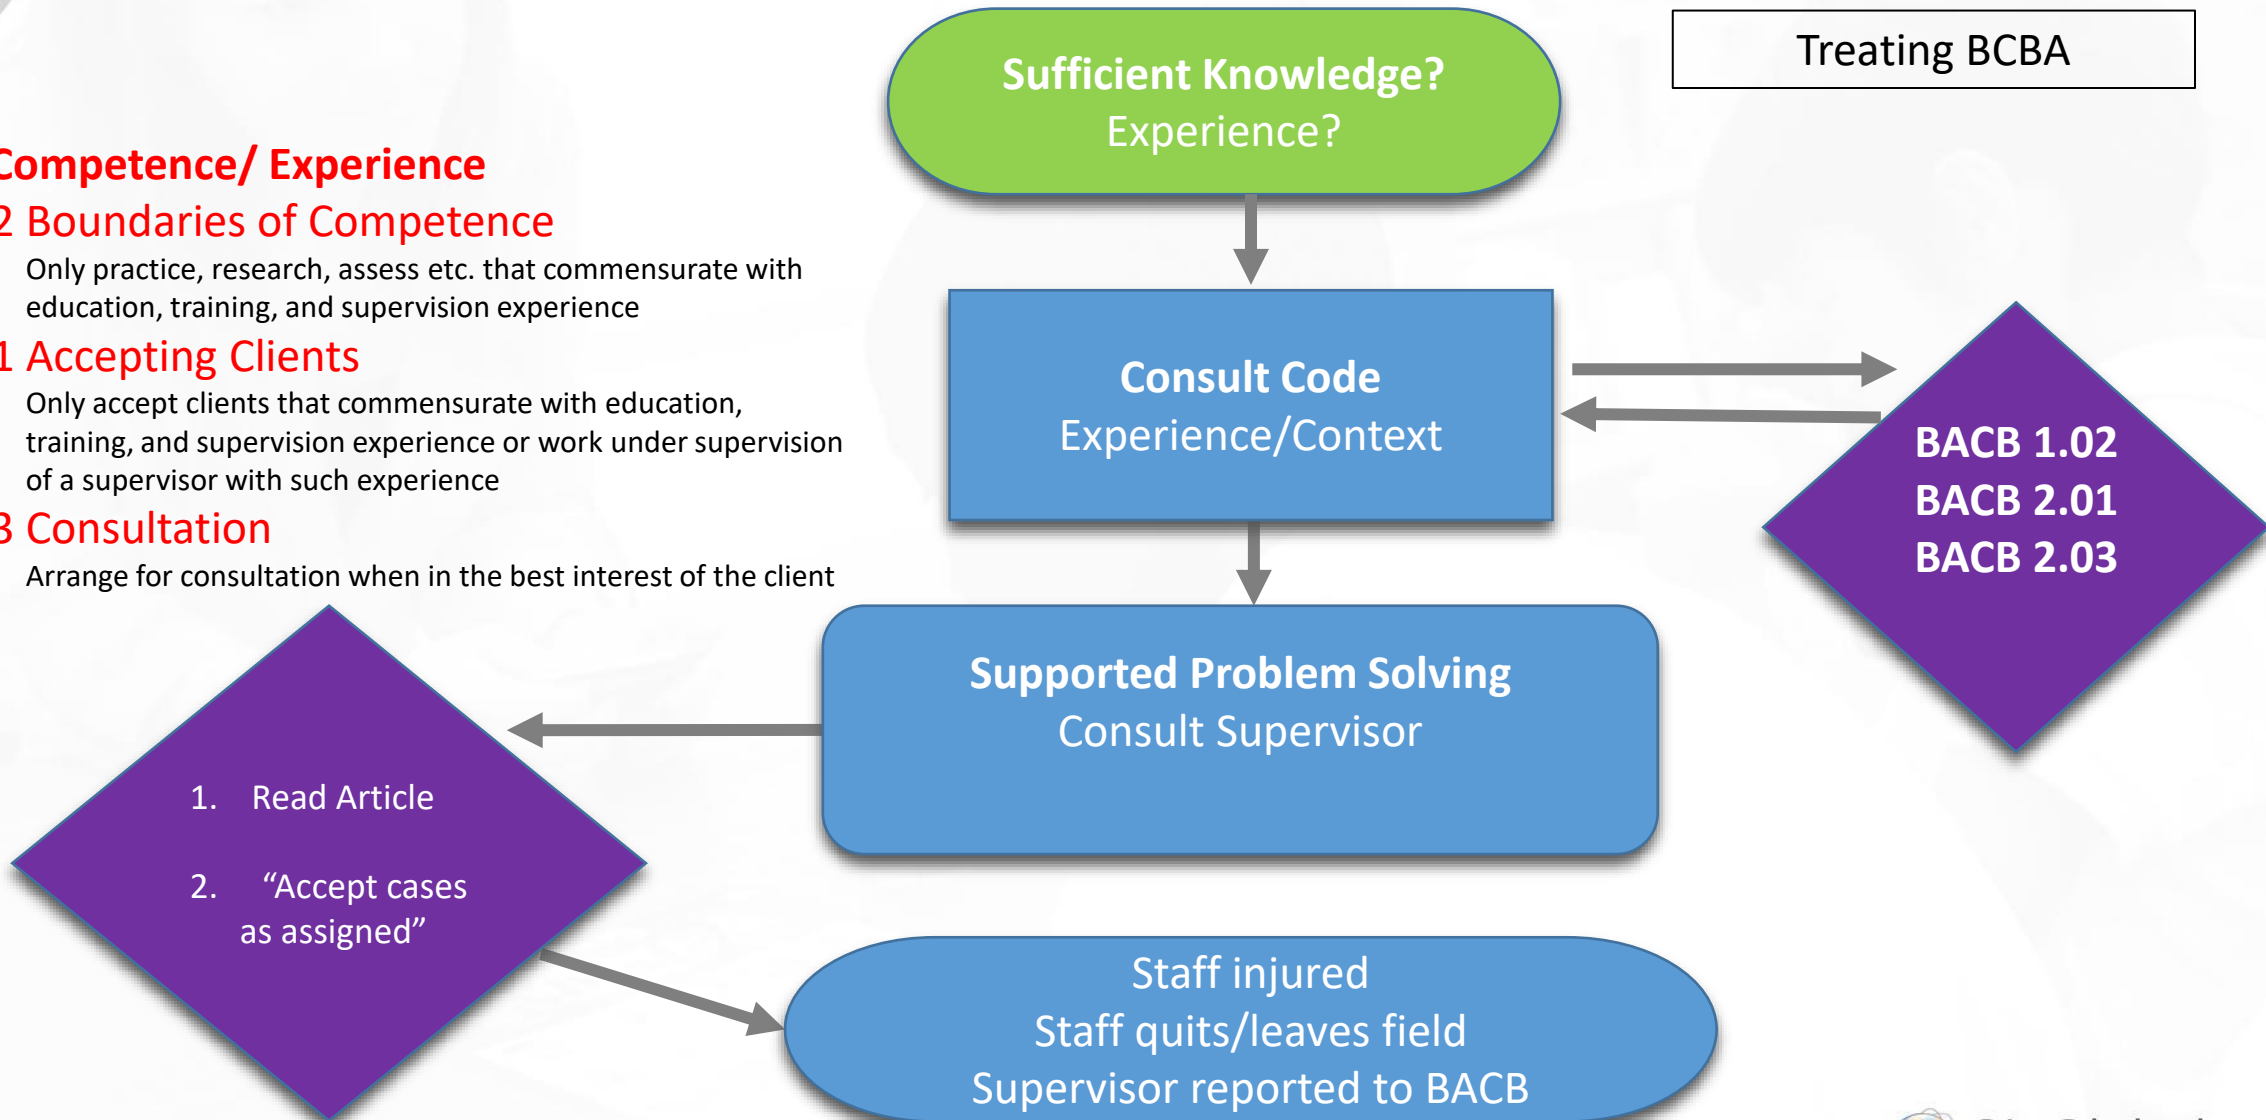 Treating BCBA
Sufficient Knowledge?
Experience?
Competence/ Experience
2 Boundaries of Competence
Only practice, research, assess etc. that commensurate with
education, training, and supervision experience
1 Accepting Clients
Only accept clients that commensurate with education,
training, and supervision experience or work under supervision
of a supervisor with such experience
3 Consultation
Arrange for consultation when in the best interest of the client
Consult Code
Experience/Context
BACB 1.02
BACB 2.01
BACB 2.03
Supported Problem Solving
Consult Supervisor
1. Read Article
2. “Accept cases
as assigned”
Staff injured
Staff quits/leaves field
Supervisor reported to BACB